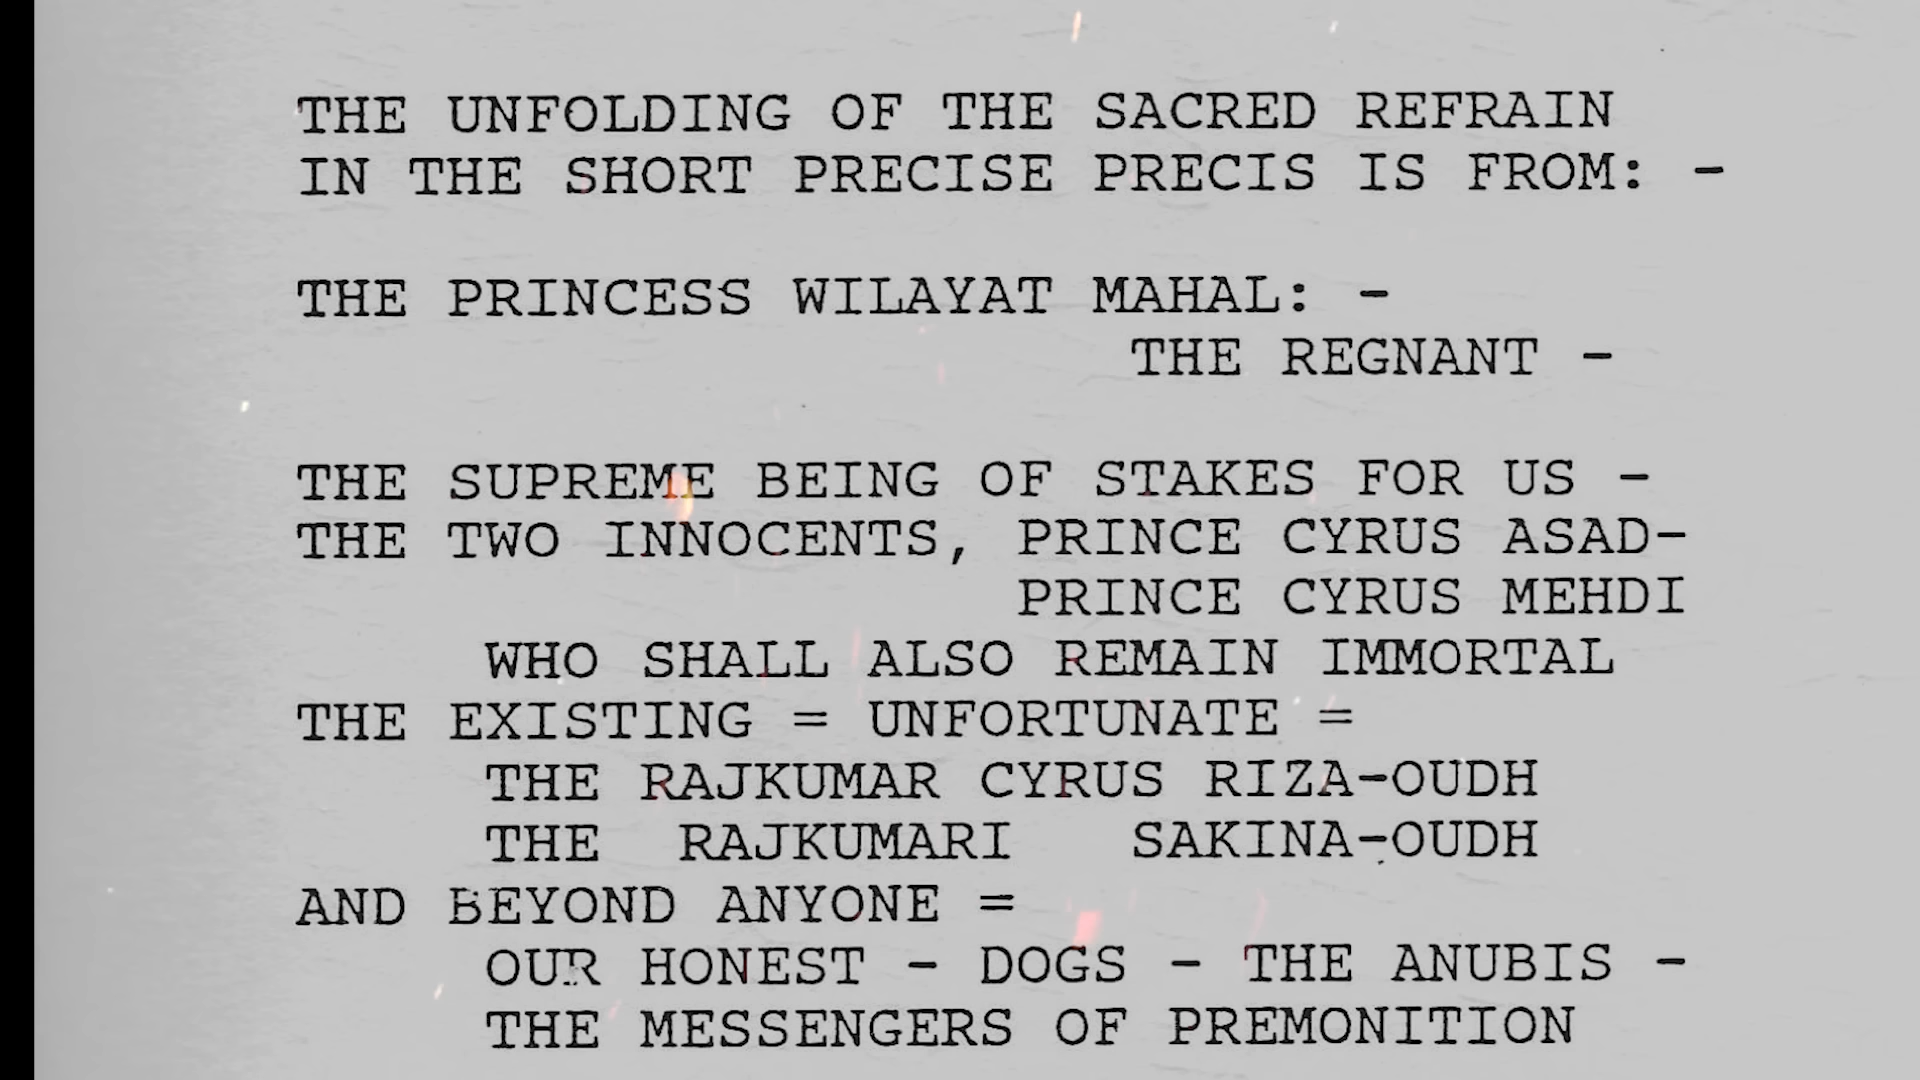 THE UNFOLDING OF THE SACRED REFRAIN
IN THE SHORT PRECISE PRECIS IS FROM: -
THE PRINCESS WILAYAT MAHAL: -
THE REGNANT -
THE SUPREME BEING OF STAKES FOR US -
THE TWO INNOCENTS, PRINCE CYRUS ASAD-
PRINCE CYRUS MEHDI
WHO SHALL ALSO REMAIN IMMORTAL
THE EXISTING = UNFORTUNATE =
THE RAJKUMAR CYRUS RIZA-OUDH
THE RAJKUMARI SAKINA-OUDH
AND BEYOND ANYONE =
OUR HONEST - DOGS - THE ANUBIS -
THE MESSENGERS OF PREMONITION